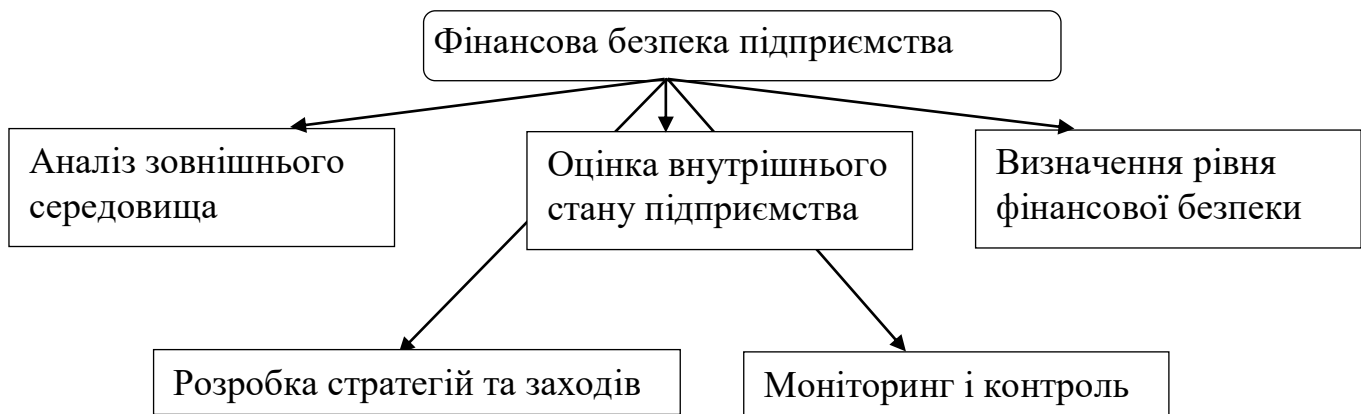 Фінансова безпека підприємства
Аналіз зовнішнього
середовища
Оцінка внутрішнього
стану підприємства
Визначення рівня
фінансової безпеки
Розробка стратегій та заходів
Моніторинг і контроль